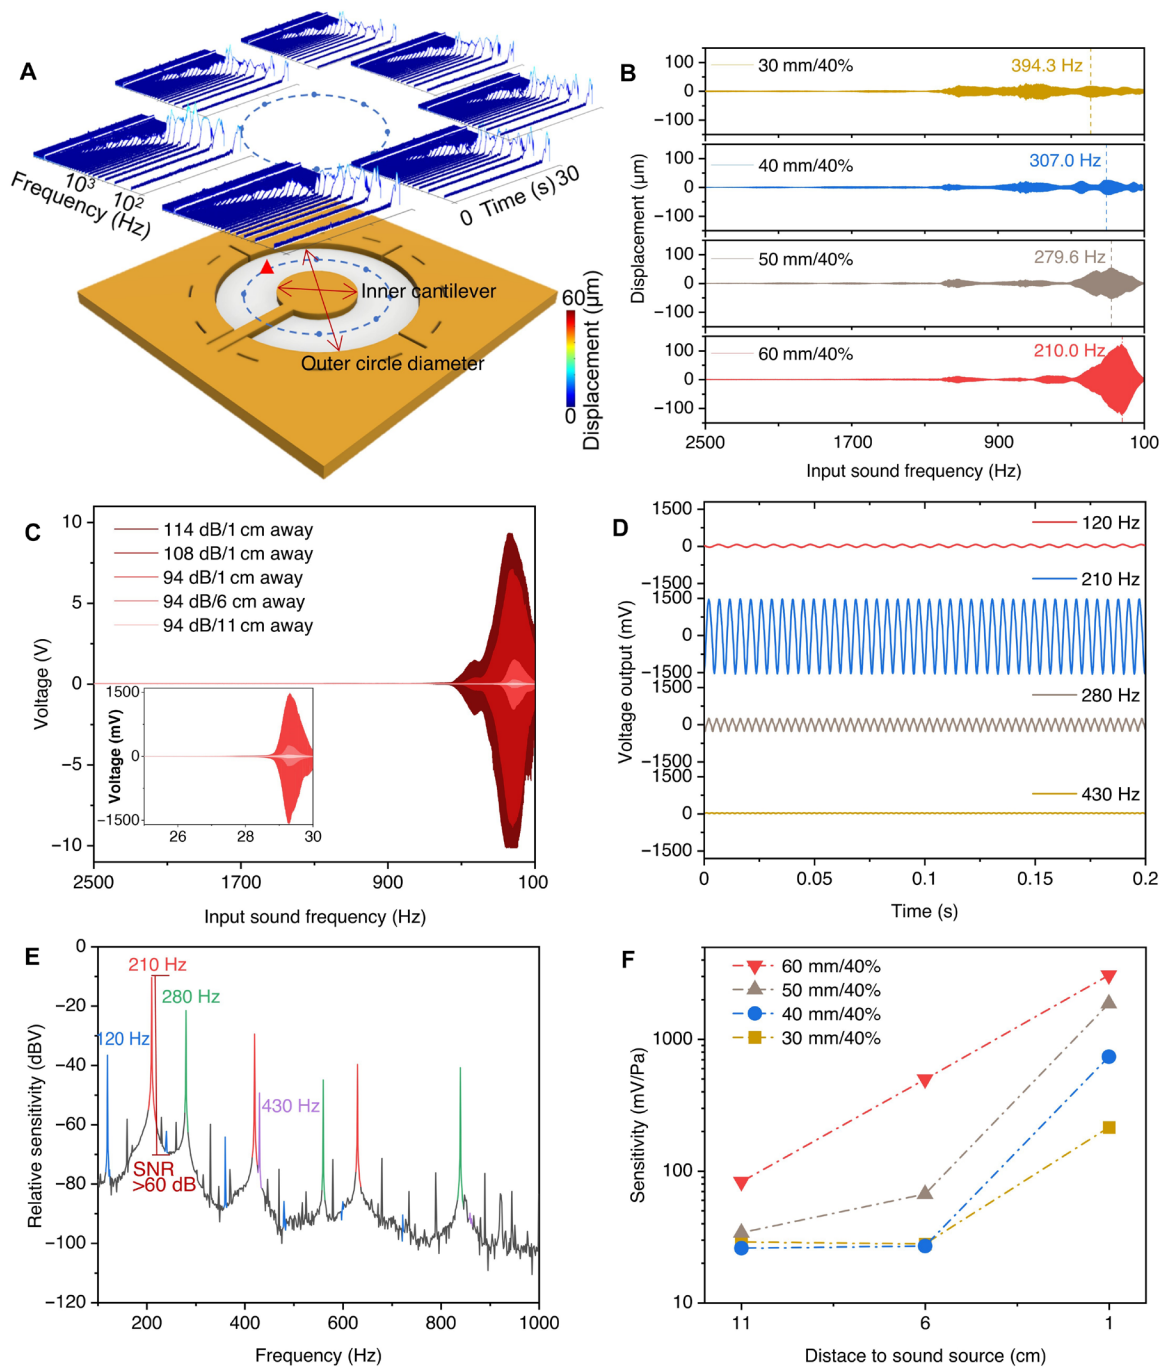 A
Frequency (Hz)
10³
10²
0
Time (s)
30
Inner cantilever
Outer circle diameter
60
0
Displacement (μm)
B
100
0
−100
30 mm/40%
394.3 Hz
100
0
−100
40 mm/40%
307.0 Hz
100
0
−100
50 mm/40%
279.6 Hz
100
0
−100
60 mm/40%
210.0 Hz
Displacement (μm)
2500
1700
900
100
Input sound frequency (Hz)
C
10
5
0
−5
−10
Voltage (V)
114 dB/1 cm away
108 dB/1 cm away
94 dB/1 cm away
94 dB/6 cm away
94 dB/11 cm away
1500
0
−1500
Voltage (mV)
26
28
30
2500
1700
900
100
Input sound frequency (Hz)
D
1500
0
−1500
120 Hz
1500
0
−1500
210 Hz
1500
0
−1500
280 Hz
1500
0
−1500
430 Hz
Voltage output (mV)
0
0.05
0.1
0.15
0.2
Time (s)
E
0
−20
−40
−60
−80
−100
−120
Relative sensitivity (dBV)
210 Hz
280 Hz
120 Hz
430 Hz
SNR
>60 dB
200
400
600
800
1000
Frequency (Hz)
F
60 mm/40%
50 mm/40%
40 mm/40%
30 mm/40%
1000
100
10
Sensitivity (mV/Pa)
11
6
1
Distace to sound source (cm)